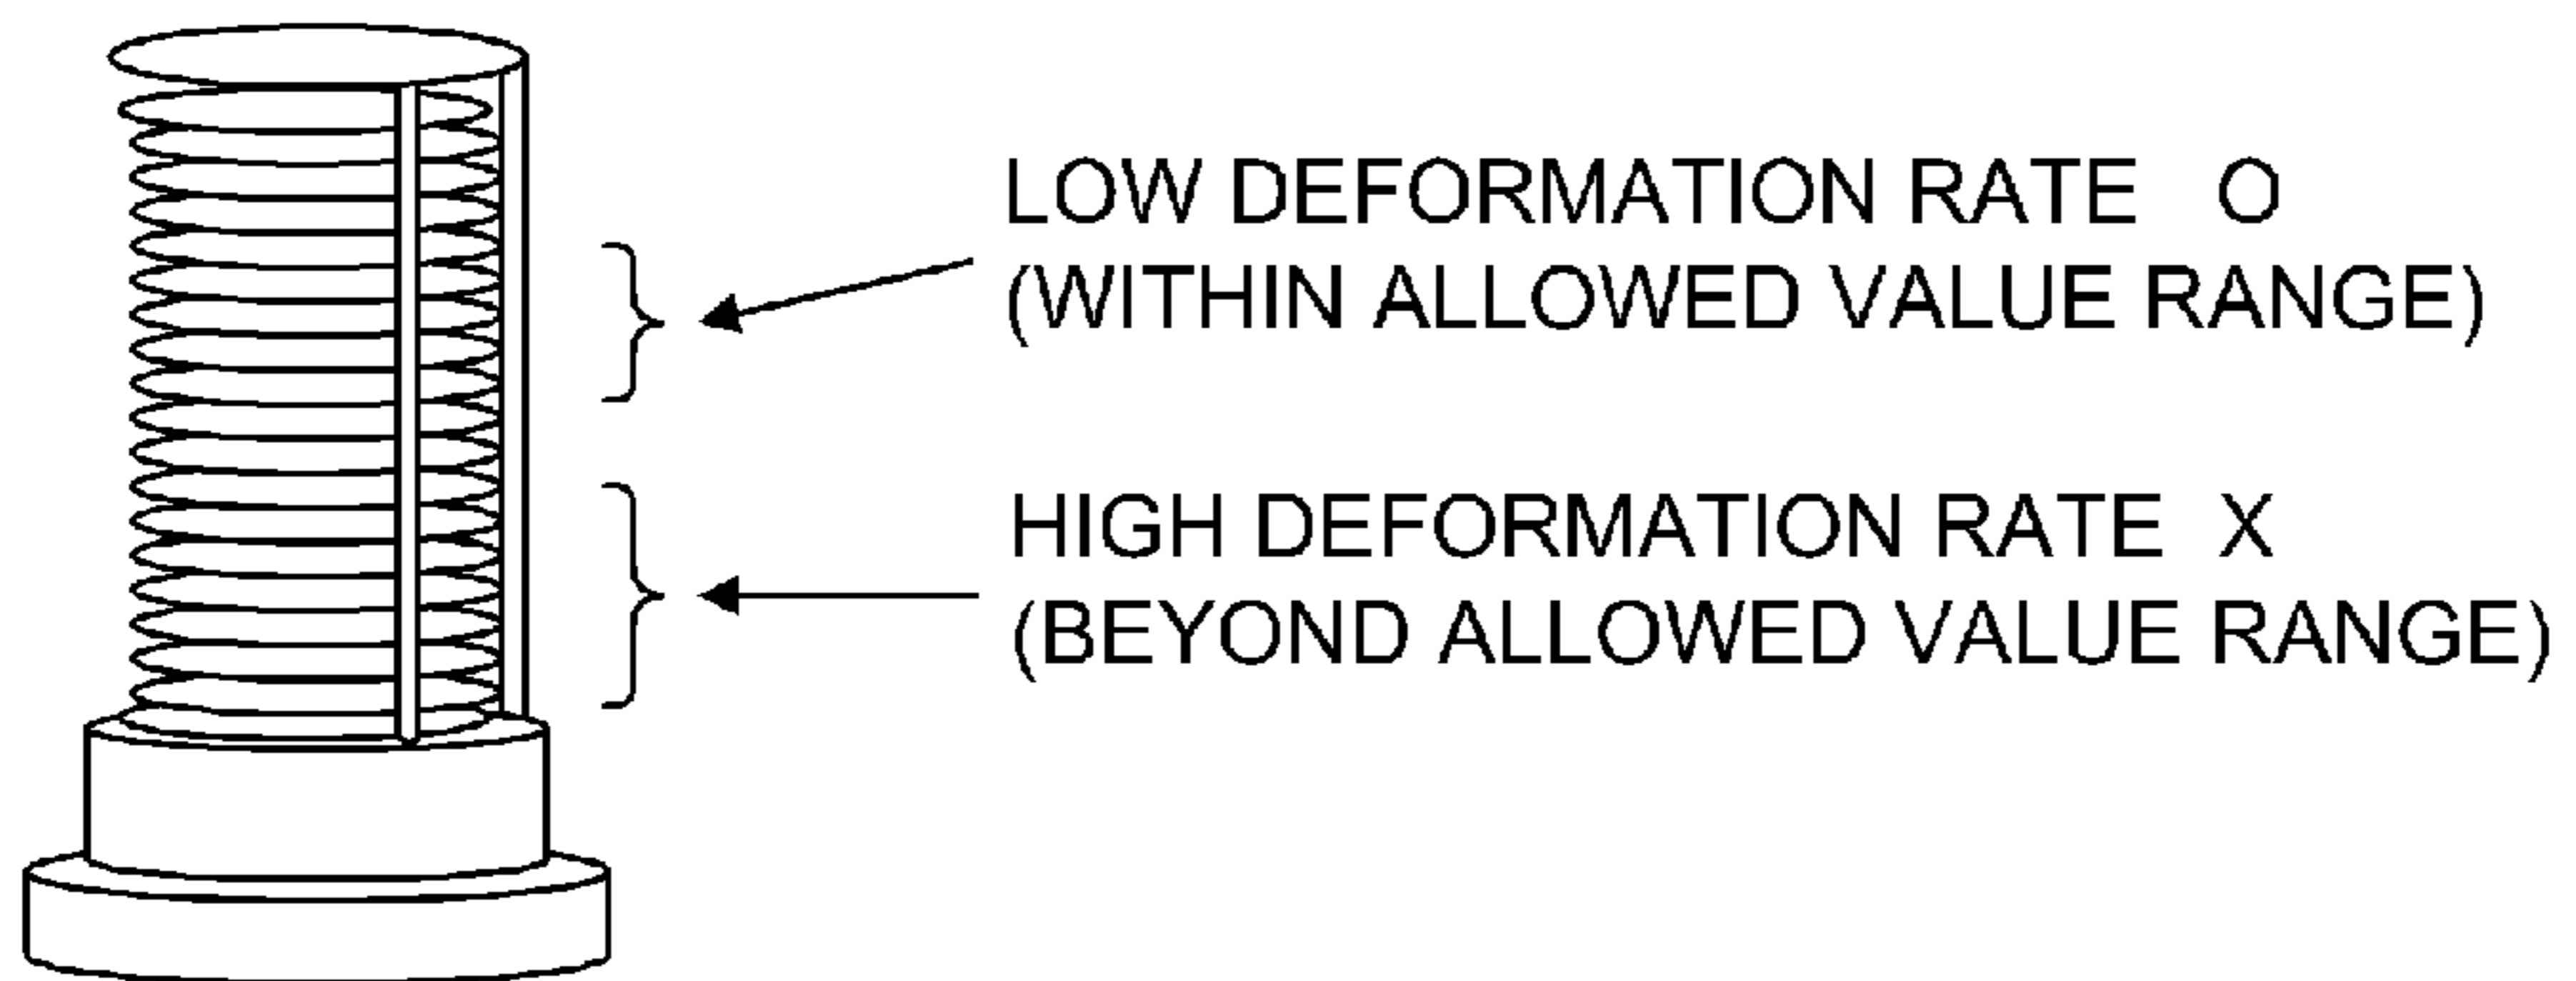 LOW DEFORMATION RATE O
(WITHIN ALLOWED VALUE RANGE)
HIGH DEFORMATION RATE X
(BEYOND ALLOWED VALUE RANGE)